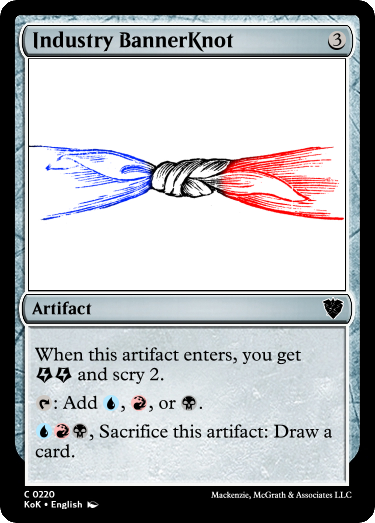 Industry BannerKnot 3
Artifact
When this artifact enters, you get
and scry 2.
: Add , , or .
, Sacrifice this artifact: Draw a
card.
C 0220
KoK • English
Mackenzie, McGrath & Associates LLC